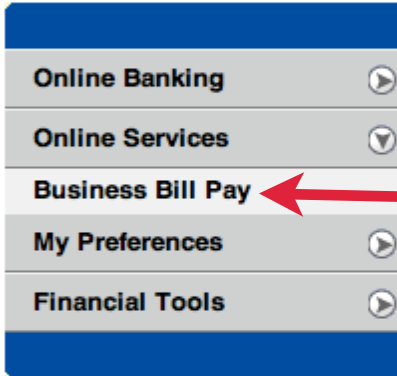 Online Banking
Online Services
Business Bill Pay
My Preferences
Financial Tools